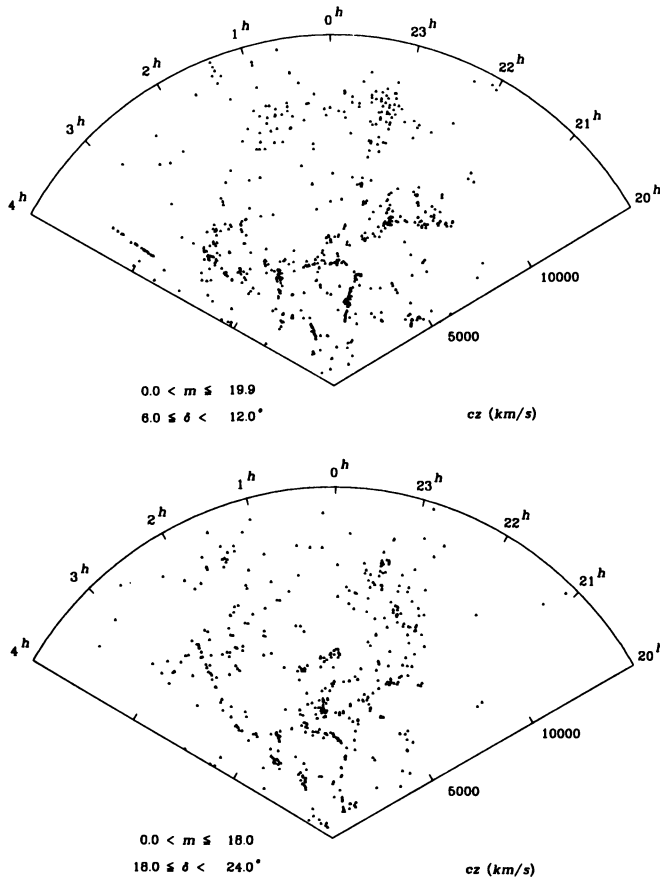 0ʰ
1ʰ 23ʰ
2ʰ 22ʰ
3ʰ 21ʰ
4ʰ 20ʰ
10000
5000
0.0 < m ≦ 19.9
6.0 ≦ δ < 12.0°
cz (km/s)
0ʰ
1ʰ 23ʰ
2ʰ 22ʰ
3ʰ 21ʰ
4ʰ 20ʰ
10000
5000
0.0 < m ≦ 18.0
18.0 ≦ δ < 24.0°
cz (km/s)